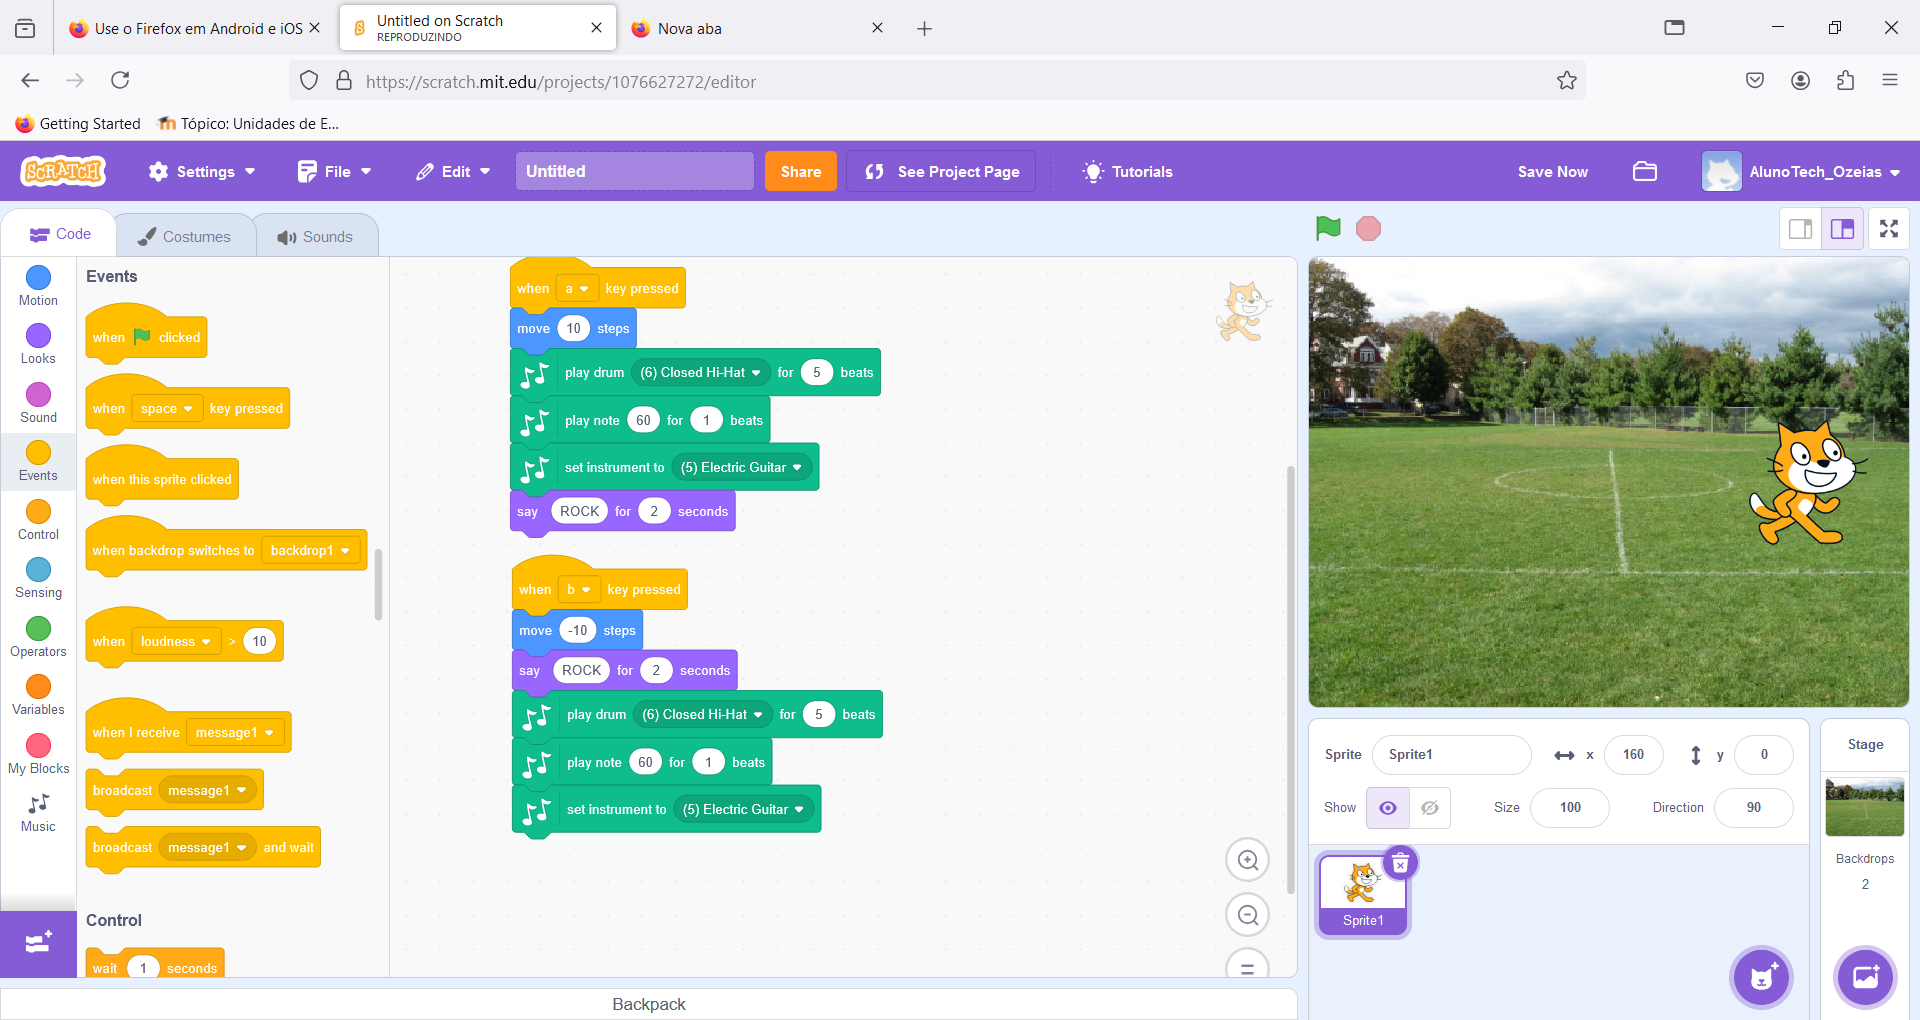 Use o Firefox em Android e iOS
Untitled on Scratch
REPRODUZINDO
Nova aba
https://scratch.mit.edu/projects/1076627272/editor
Getting Started
Tópico: Unidades de E...
SCRATCH
Settings
File
Edit
Untitled
Share
See Project Page
Tutorials
Save Now
AlunoTech_Ozeias
Code
Costumes
Sounds
Motion
Looks
Sound
Events
Control
Sensing
Operators
Variables
My Blocks
Music
Events
when clicked
when space key pressed
when this sprite clicked
when backdrop switches to backdrop1
when loudness > 10
when I receive message1
broadcast message1
broadcast message1 and wait
Control
wait 1 seconds
when a key pressed
move 10 steps
play drum (6) Closed Hi-Hat for 5 beats
play note 60 for 1 beats
set instrument to (5) Electric Guitar
say ROCK for 2 seconds
when b key pressed
move -10 steps
say ROCK for 2 seconds
play drum (6) Closed Hi-Hat for 5 beats
play note 60 for 1 beats
set instrument to (5) Electric Guitar
Sprite Sprite1 x 160 y 0
Show Size 100 Direction 90
Sprite1
Stage
Backdrops
2
Backpack